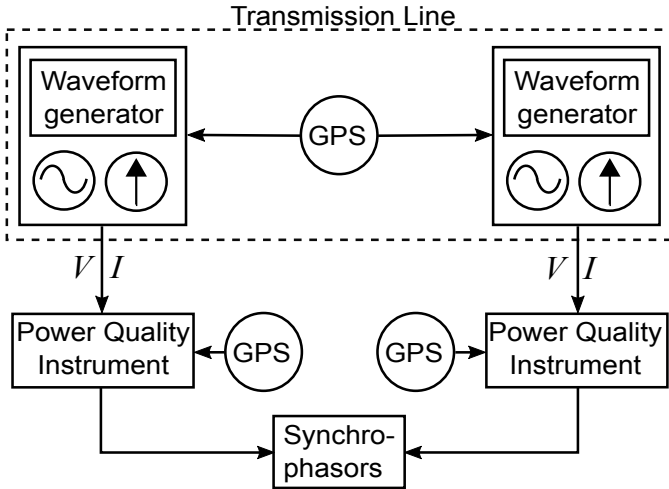 Transmission Line
Waveform
generator
GPS
Waveform
generator
V I
V I
Power Quality
Instrument
GPS
GPS
Power Quality
Instrument
Synchro-
phasors